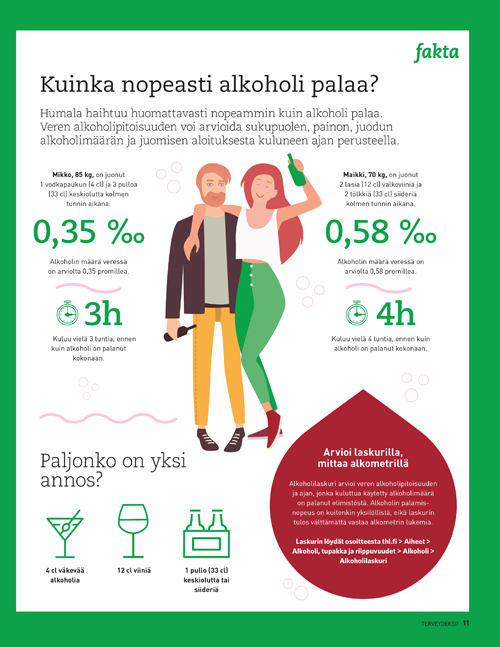 fakta
Kuinka nopeasti alkoholi palaa?
Humala haihtuu huomattavasti nopeammin kuin alkoholi palaa.
Veren alkoholipitoisuuden voi arvioida sukupuolen, painon, juodun
alkoholimäärän ja juomisen aloituksesta kuluneen ajan perusteella.
Mikko, 85 kg, on juonut
1 vodkapaukun (4 cl) ja 3 pulloa
(33 cl) keskiolutta kolmen
tunnin aikana.
0,35 ‰
Alkoholin määrä veressä
on arviolta 0,35 promillea.
3h
Kuluu vielä 3 tuntia, ennen
kuin alkoholi on palanut
kokonaan.
Maikki, 70 kg, on juonut
2 lasia (12 cl) valkoviiniä ja
2 tölkkiä (33 cl) siideriä
kolmen tunnin aikana.
0,58 ‰
Alkoholin määrä veressä on
arviolta 0,58 promillea.
4h
Kuluu vielä 4 tuntia, ennen kuin
alkoholi on palanut kokonaan.
Paljonko on yksi
annos?
4 cl väkevää
alkoholia
12 cl viiniä
1 pullo (33 cl)
keskiolutta tai
siideriä
Arvioi laskurilla,
mittaa alkometrillä
Alkoholilaskuri arvioi veren alkoholipitoisuuden
ja ajan, jonka kuluttua käytetty alkoholimäärä
on palanut elimistöstä. Alkoholin palamis-
nopeus on kuitenkin yksilöllistä, eikä laskurin
tulos välttämättä vastaa alkometrin lukemia.
Laskurin löydät osoitteesta thl.fi > Aiheet >
Alkoholi, tupakka ja riippuvuudet > Alkoholi >
Alkoholilaskuri
TERVEYDEKSI! 11